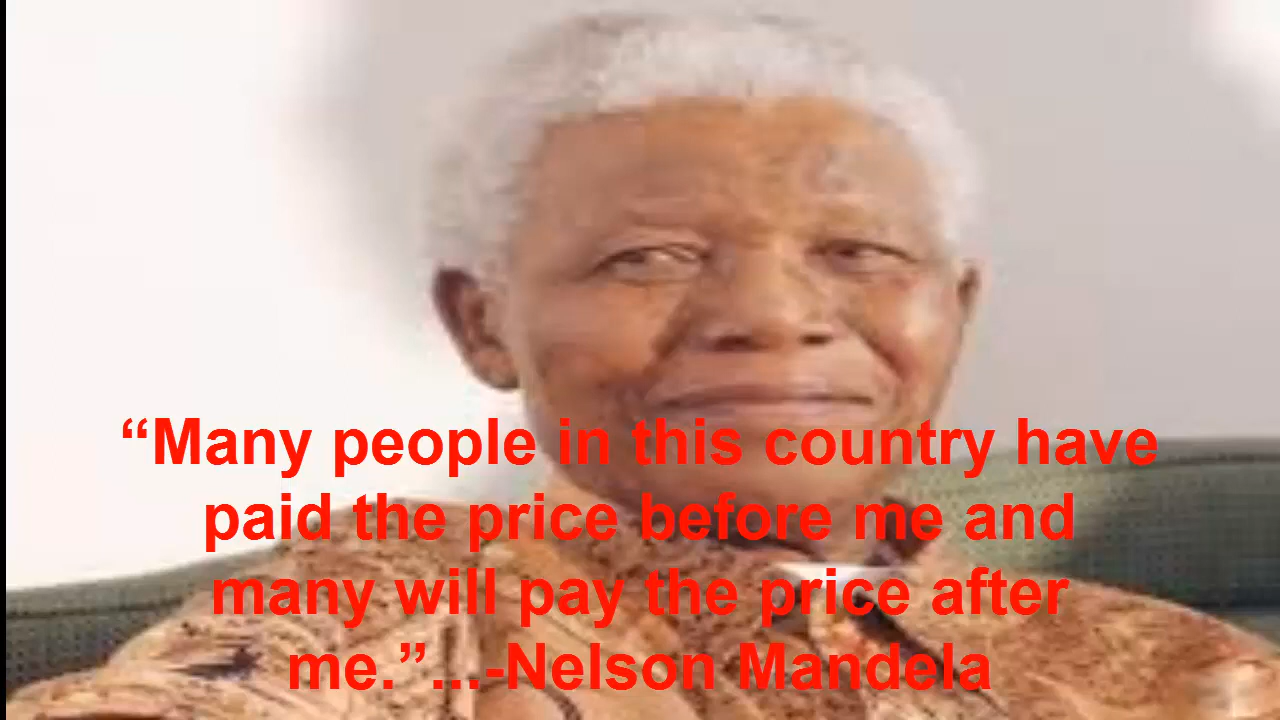 “Many people in this country have
paid the price before me and
many will pay the price after
me.”...-Nelson Mandela